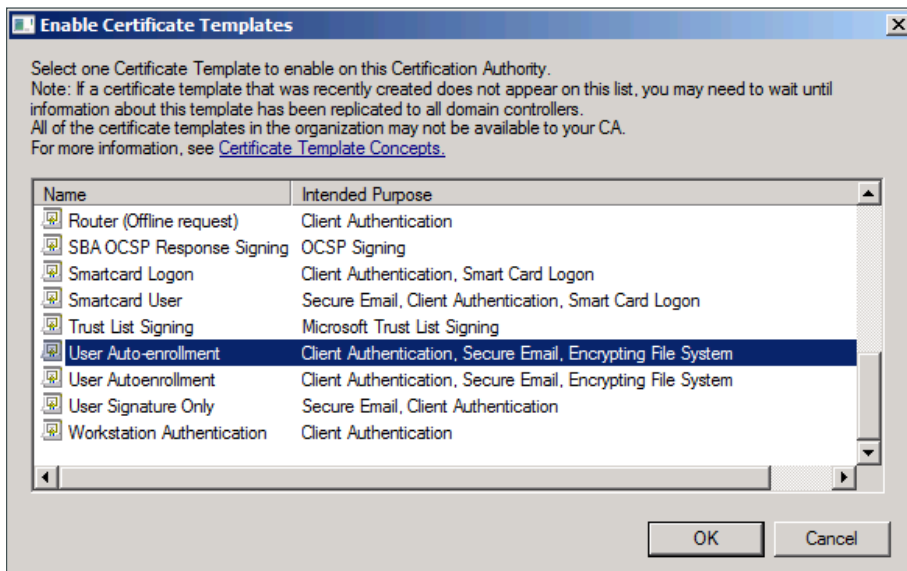 Enable Certificate Templates
Select one Certificate Template to enable on this Certification Authority.
Note: If a certificate template that was recently created does not appear on this list, you may need to wait until
information about this template has been replicated to all domain controllers.
All of the certificate templates in the organization may not be available to your CA.
For more information, see Certificate Template Concepts.
Name Intended Purpose
Router (Offline request) Client Authentication
SBA OCSP Response Signing OCSP Signing
Smartcard Logon Client Authentication, Smart Card Logon
Smartcard User Secure Email, Client Authentication, Smart Card Logon
Trust List Signing Microsoft Trust List Signing
User Auto-enrollment Client Authentication, Secure Email, Encrypting File System
User Autoenrollment Client Authentication, Secure Email, Encrypting File System
User Signature Only Secure Email, Client Authentication
Workstation Authentication Client Authentication
OK Cancel